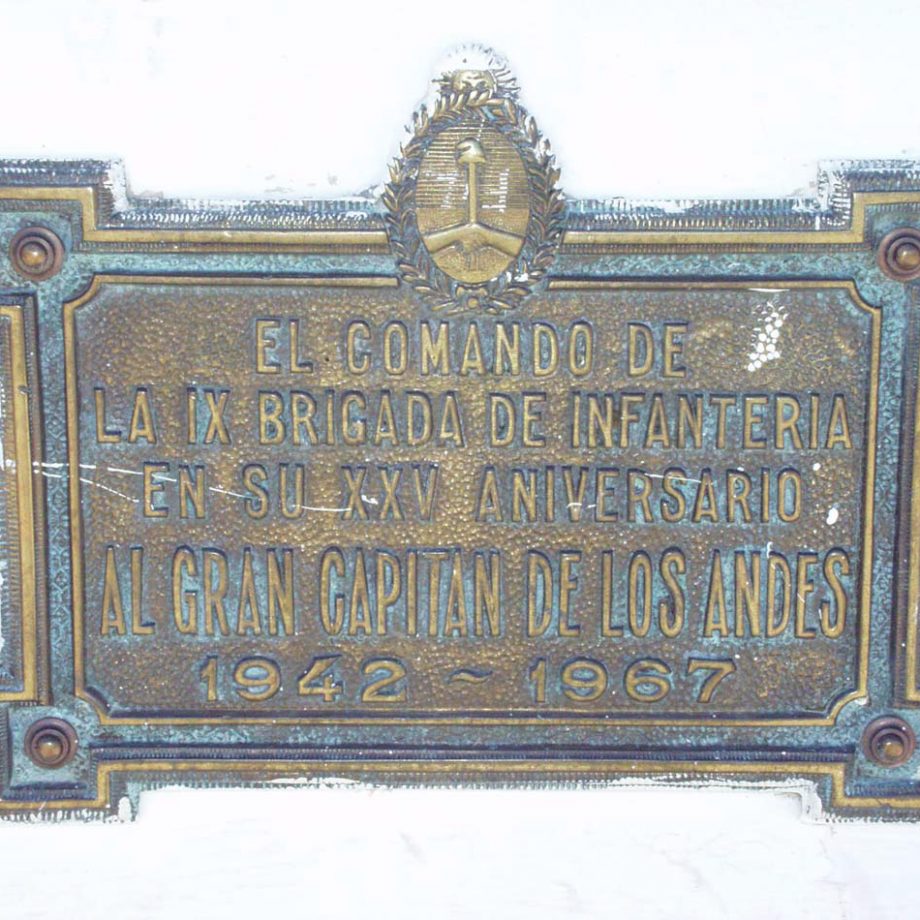 EL COMANDO DE
LA IX BRIGADA DE INFANTERIA
EN SU XXV ANIVERSARIO
AL GRAN CAPITAN DE LOS ANDES
1942 ~ 1967